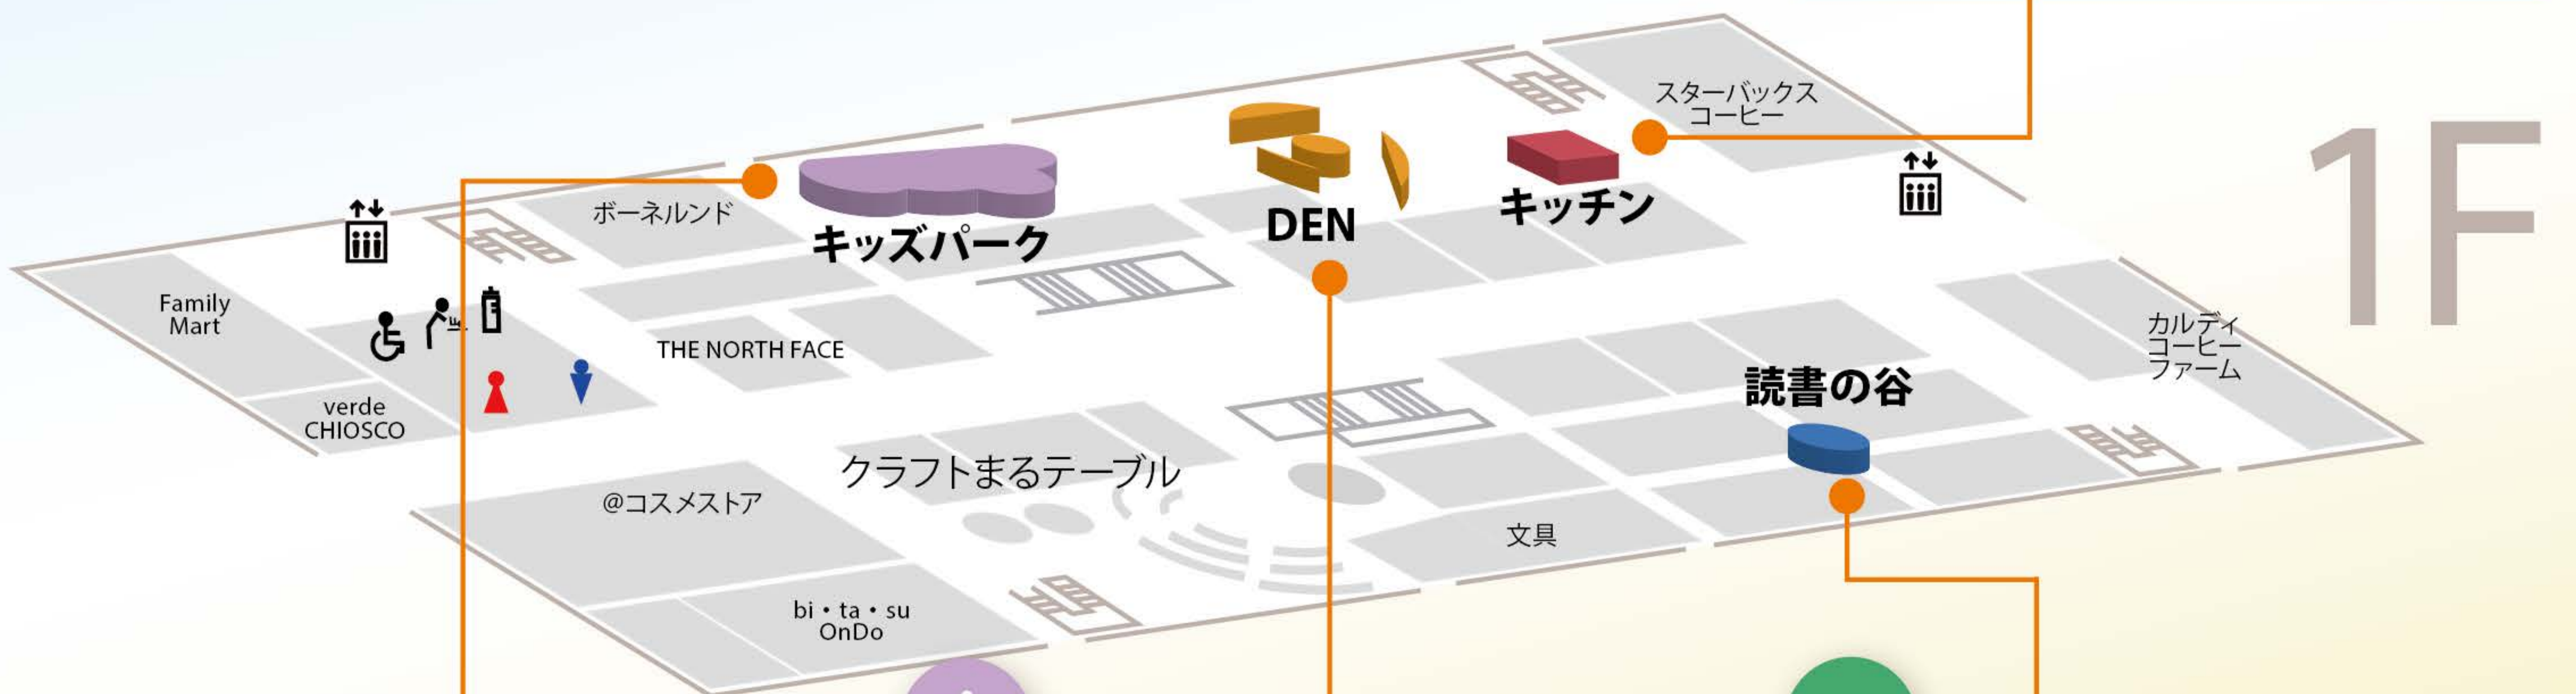 スターバックス
コーヒー
1F
ボーネルンド
キッズパーク
DEN
キッチン
Family
Mart
THE NORTH FACE
カルディ
コーヒー
ファーム
verde
CHIOSCO
読書の谷
クラフトまるテーブル
@コスメストア
文具
bi・ta・su
OnDo